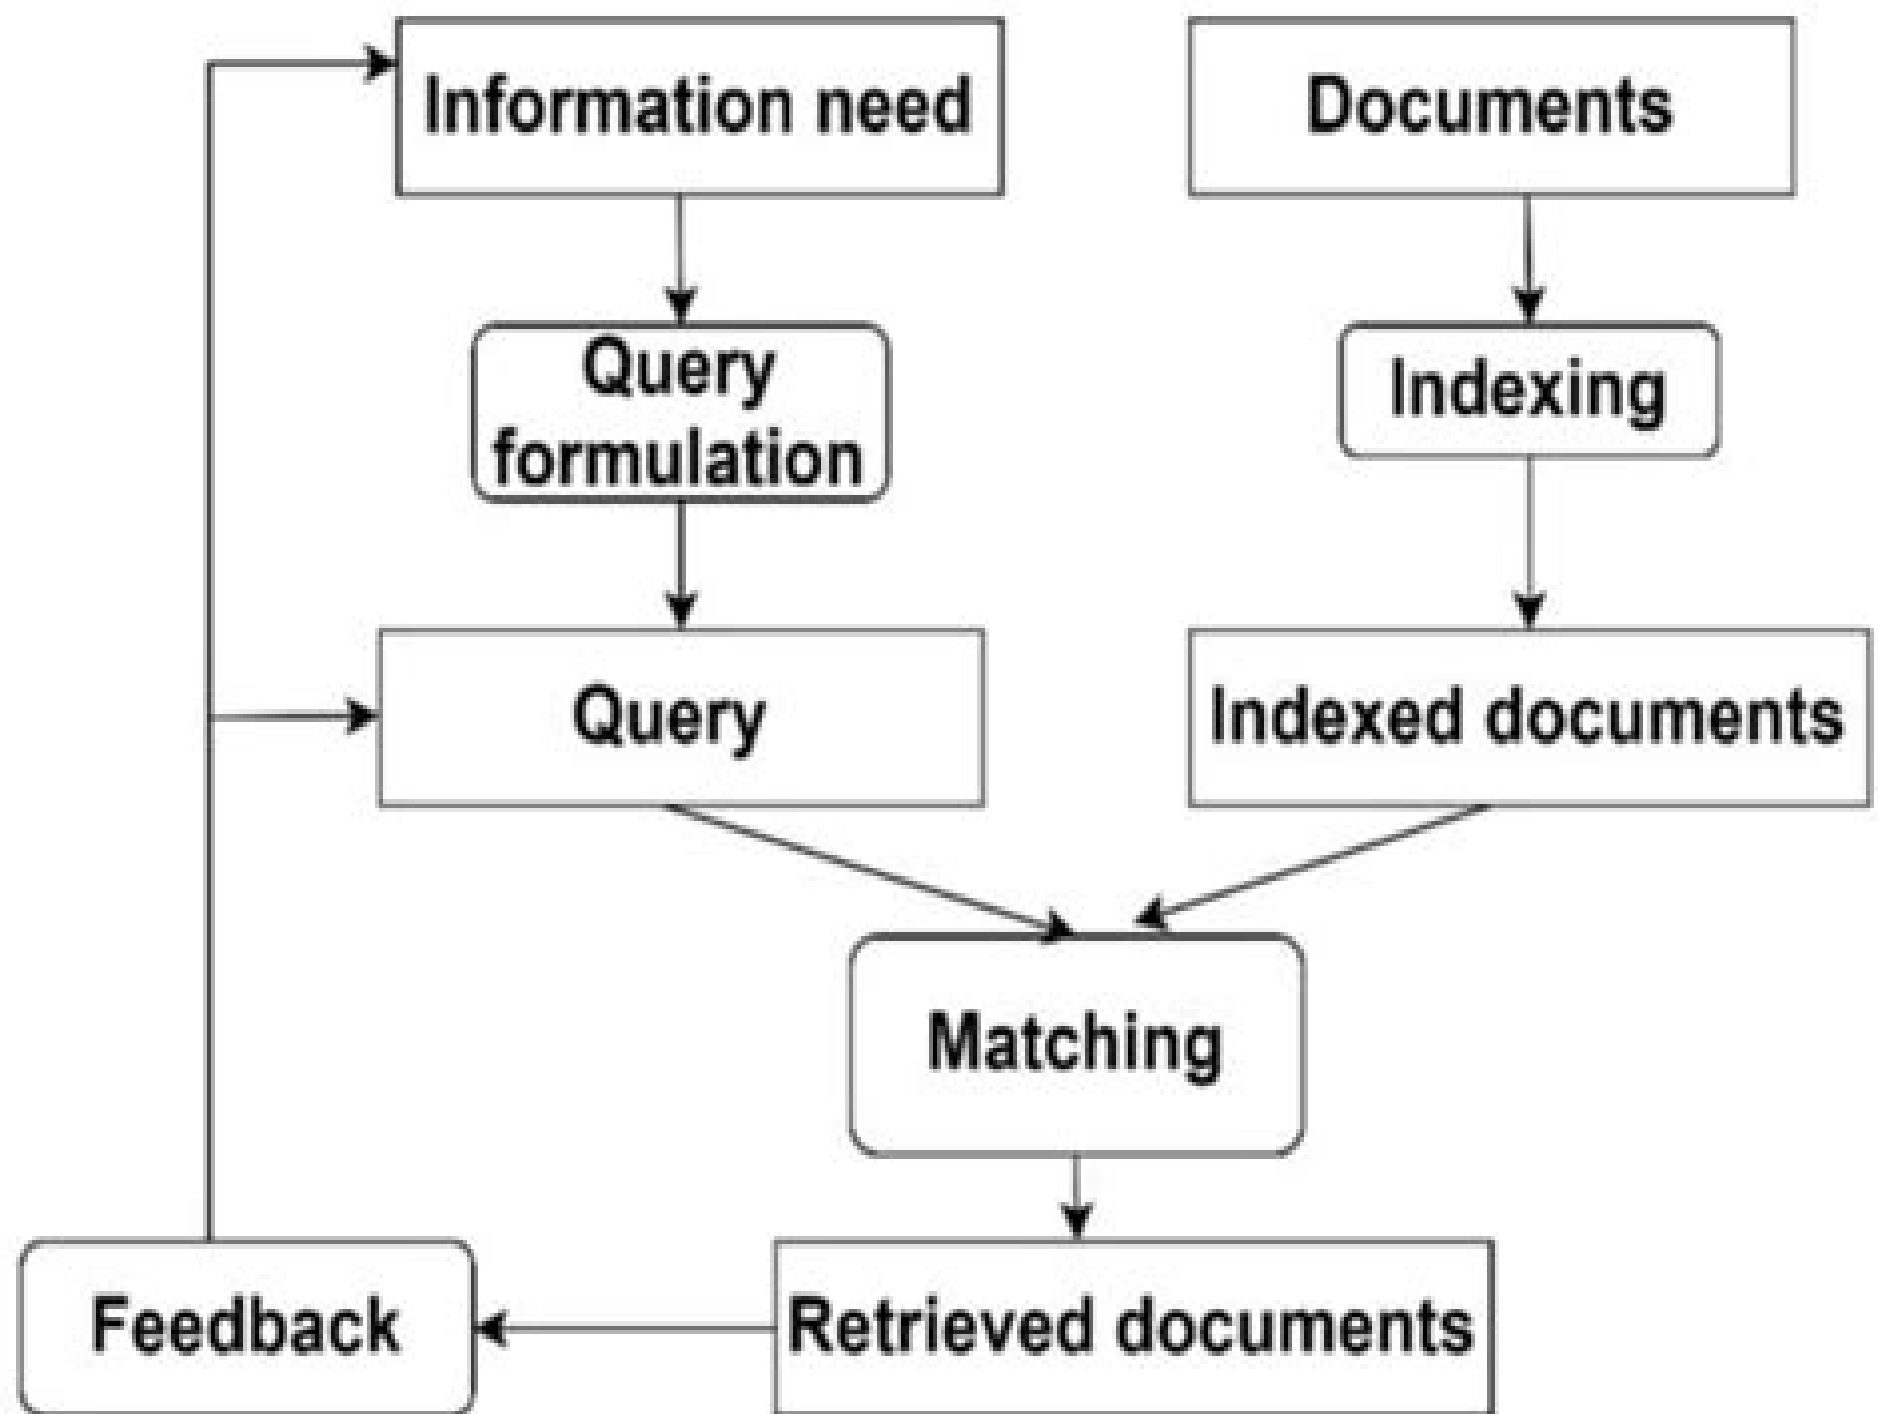 Information need
Documents
Query
formulation
Indexing
Query
Indexed documents
Matching
Feedback
Retrieved documents